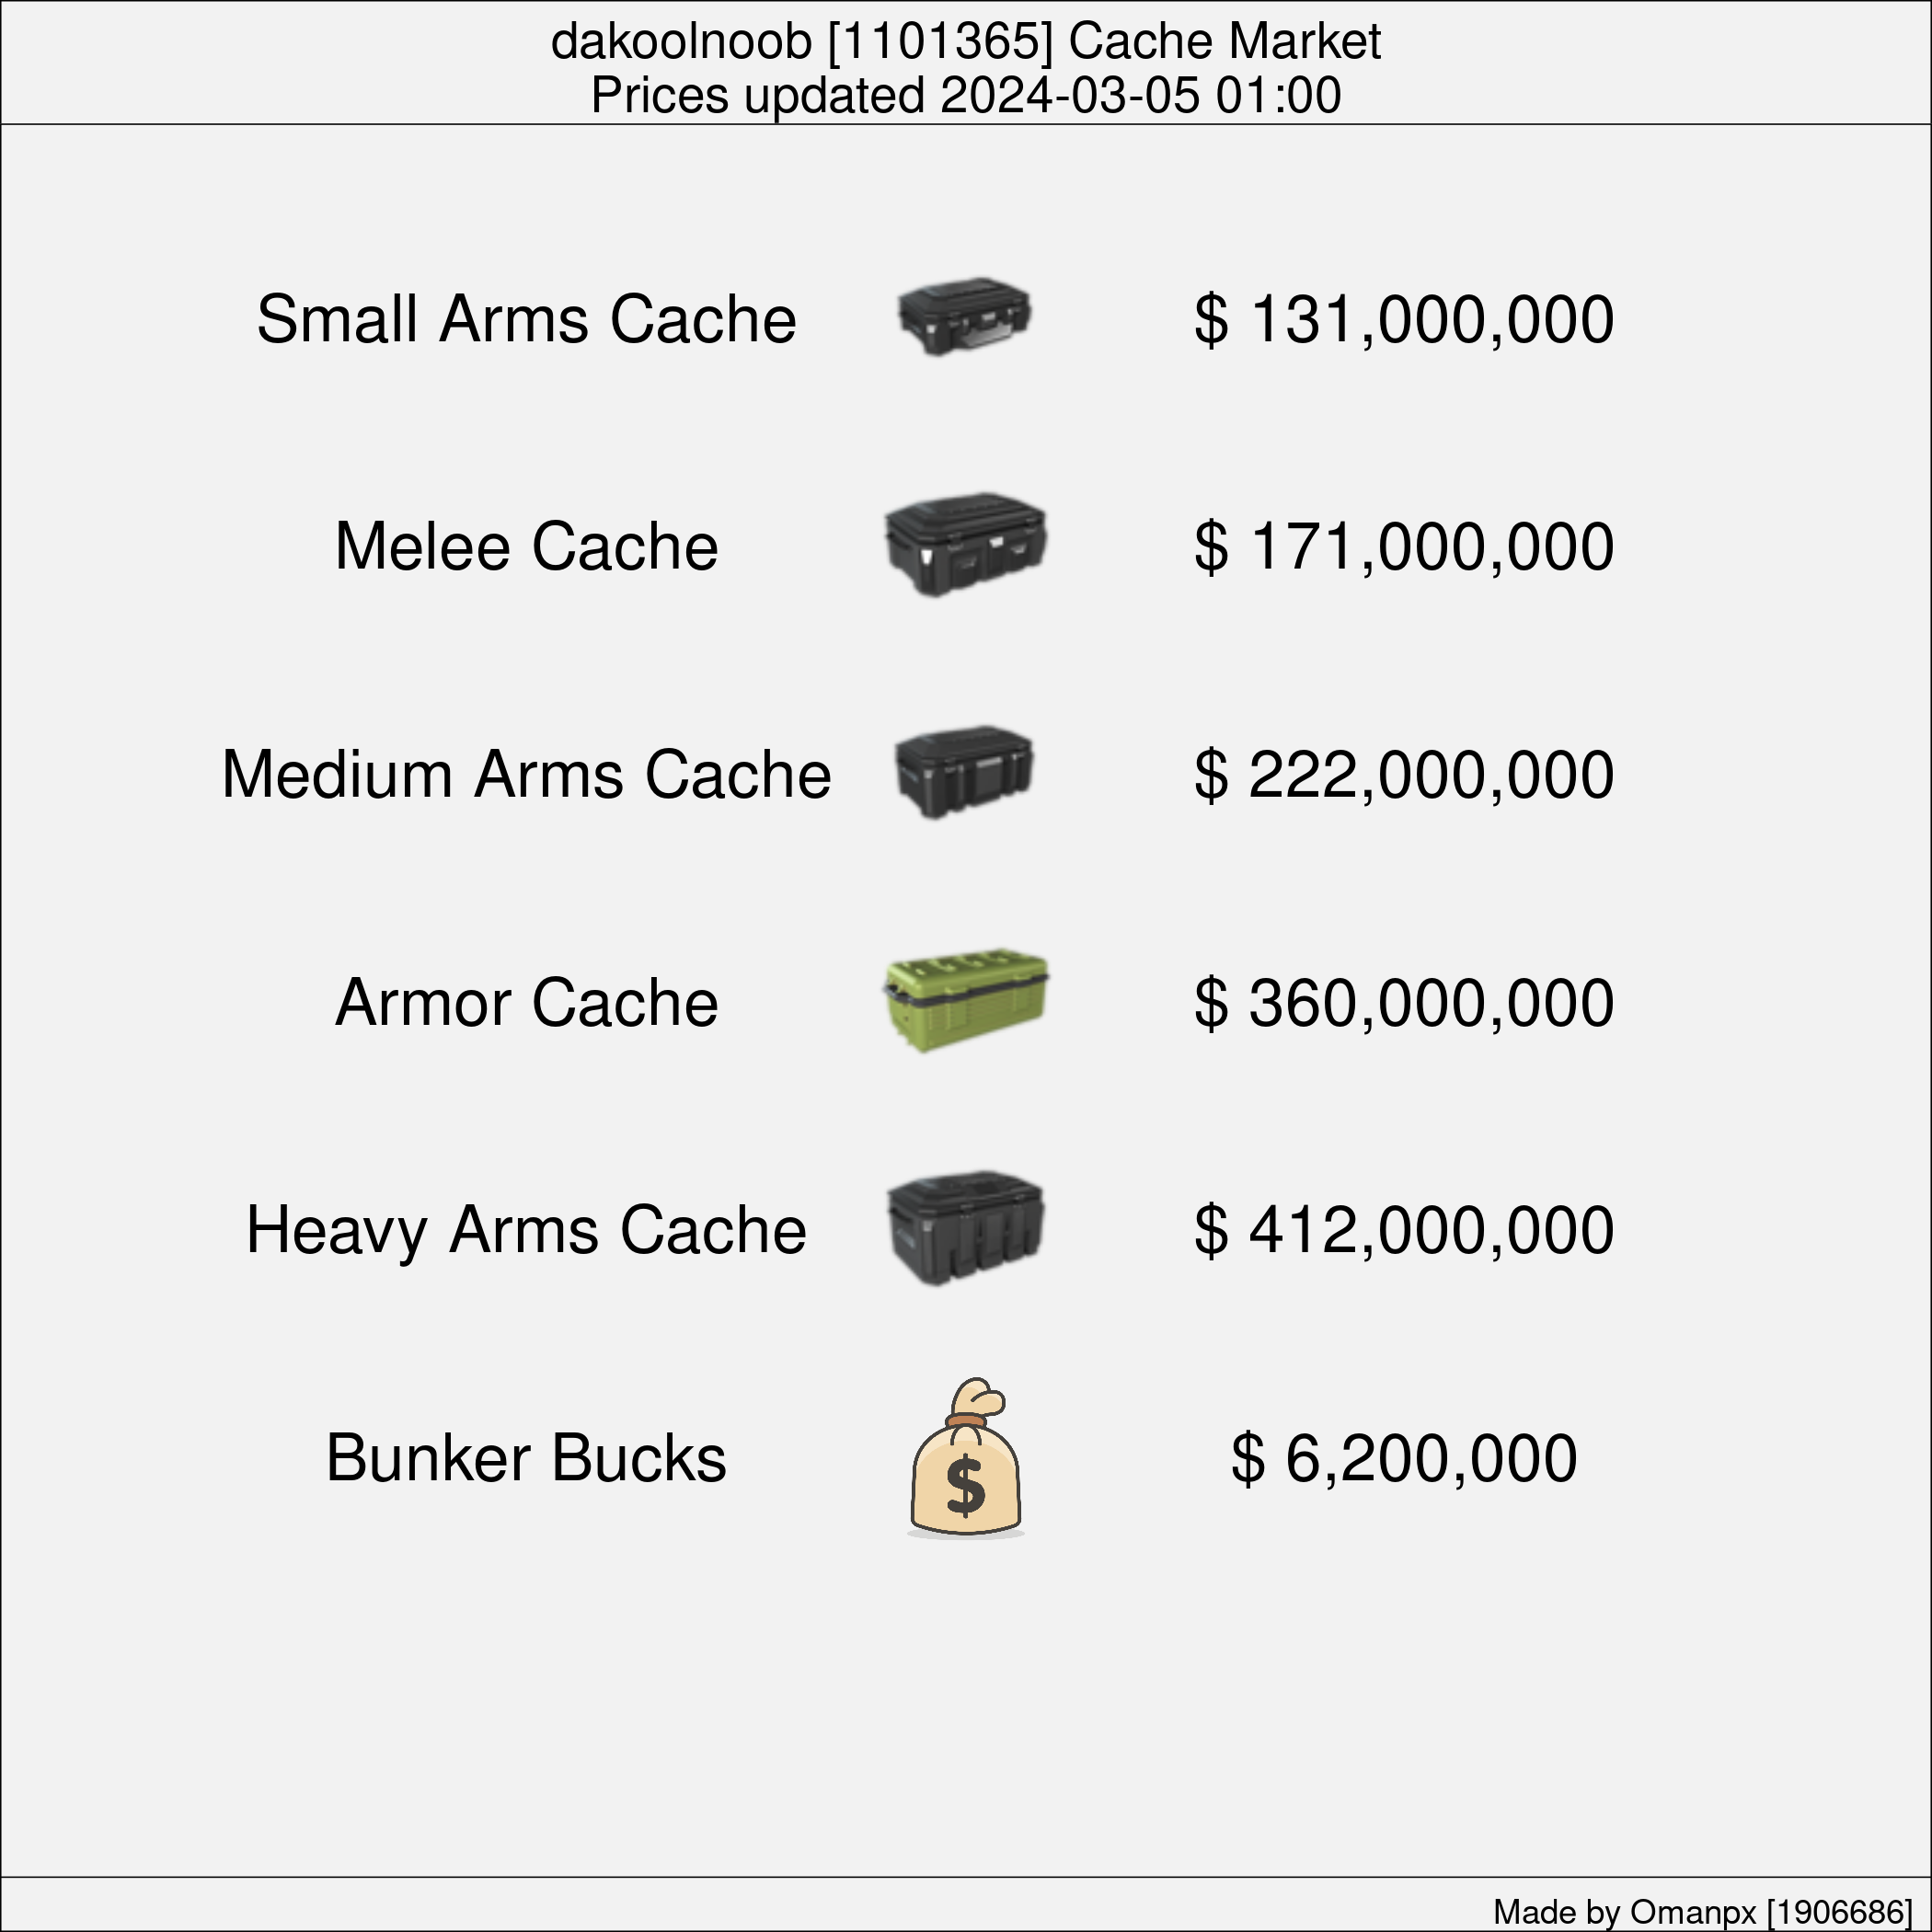 dakoolnoob [1101365] Cache Market
Prices updated 2024-03-05 01:00
Small Arms Cache $ 131,000,000
Melee Cache $ 171,000,000
Medium Arms Cache $ 222,000,000
Armor Cache $ 360,000,000
Heavy Arms Cache $ 412,000,000
Bunker Bucks $ $ 6,200,000
Made by Omanpx [1906686]